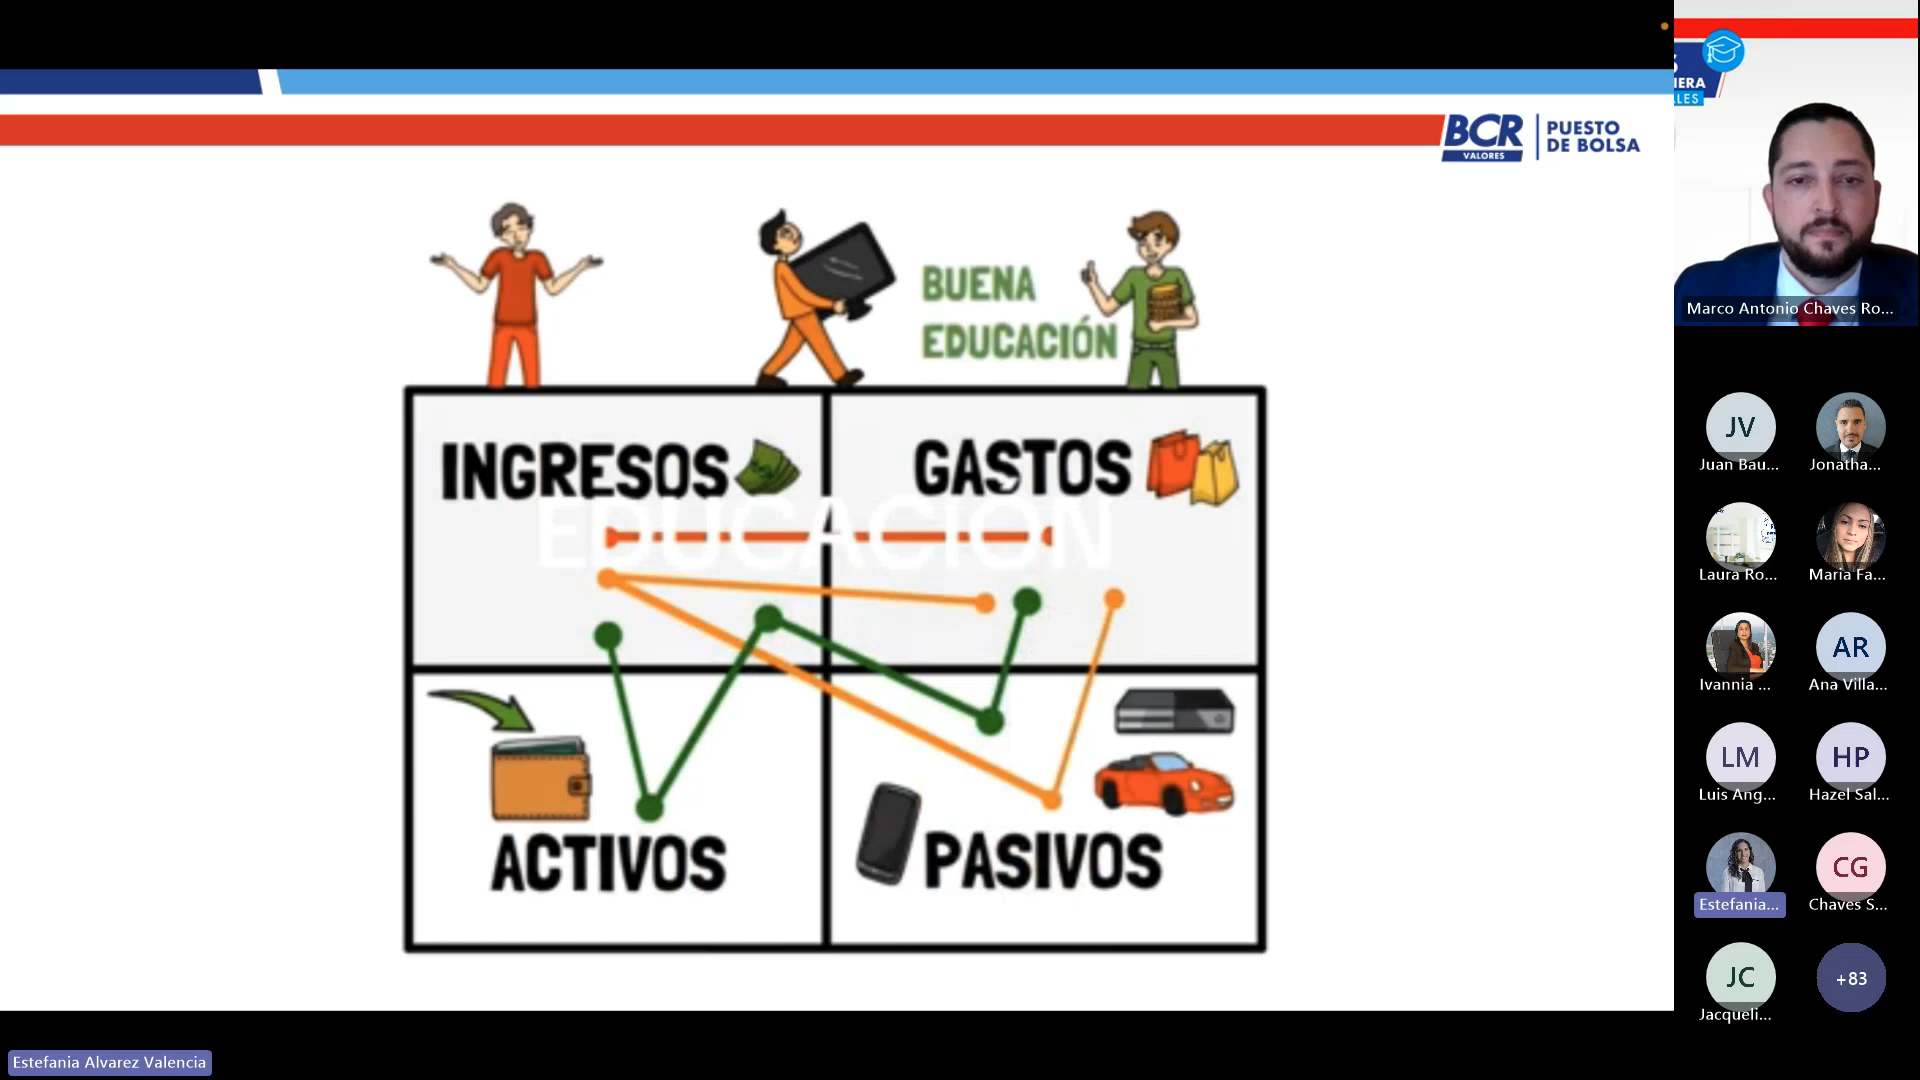 BCR
VALORES
PUESTO
DE BOLSA
BUENA
EDUCACIÓN
INGRESOS
GASTOS
EDUCACIÓN
ACTIVOS
PASIVOS
IERA
LES
Marco Antonio Chaves Ro...
JV
Juan Bau...
Jonatha...
Laura Ro...
Maria Fa...
Ivannia ...
AR
Ana Villa...
LM
Luis Ang...
HP
Hazel Sal...
Estefania...
CG
Chaves S...
JC
Jacqueli...
+83
Estefania Alvarez Valencia